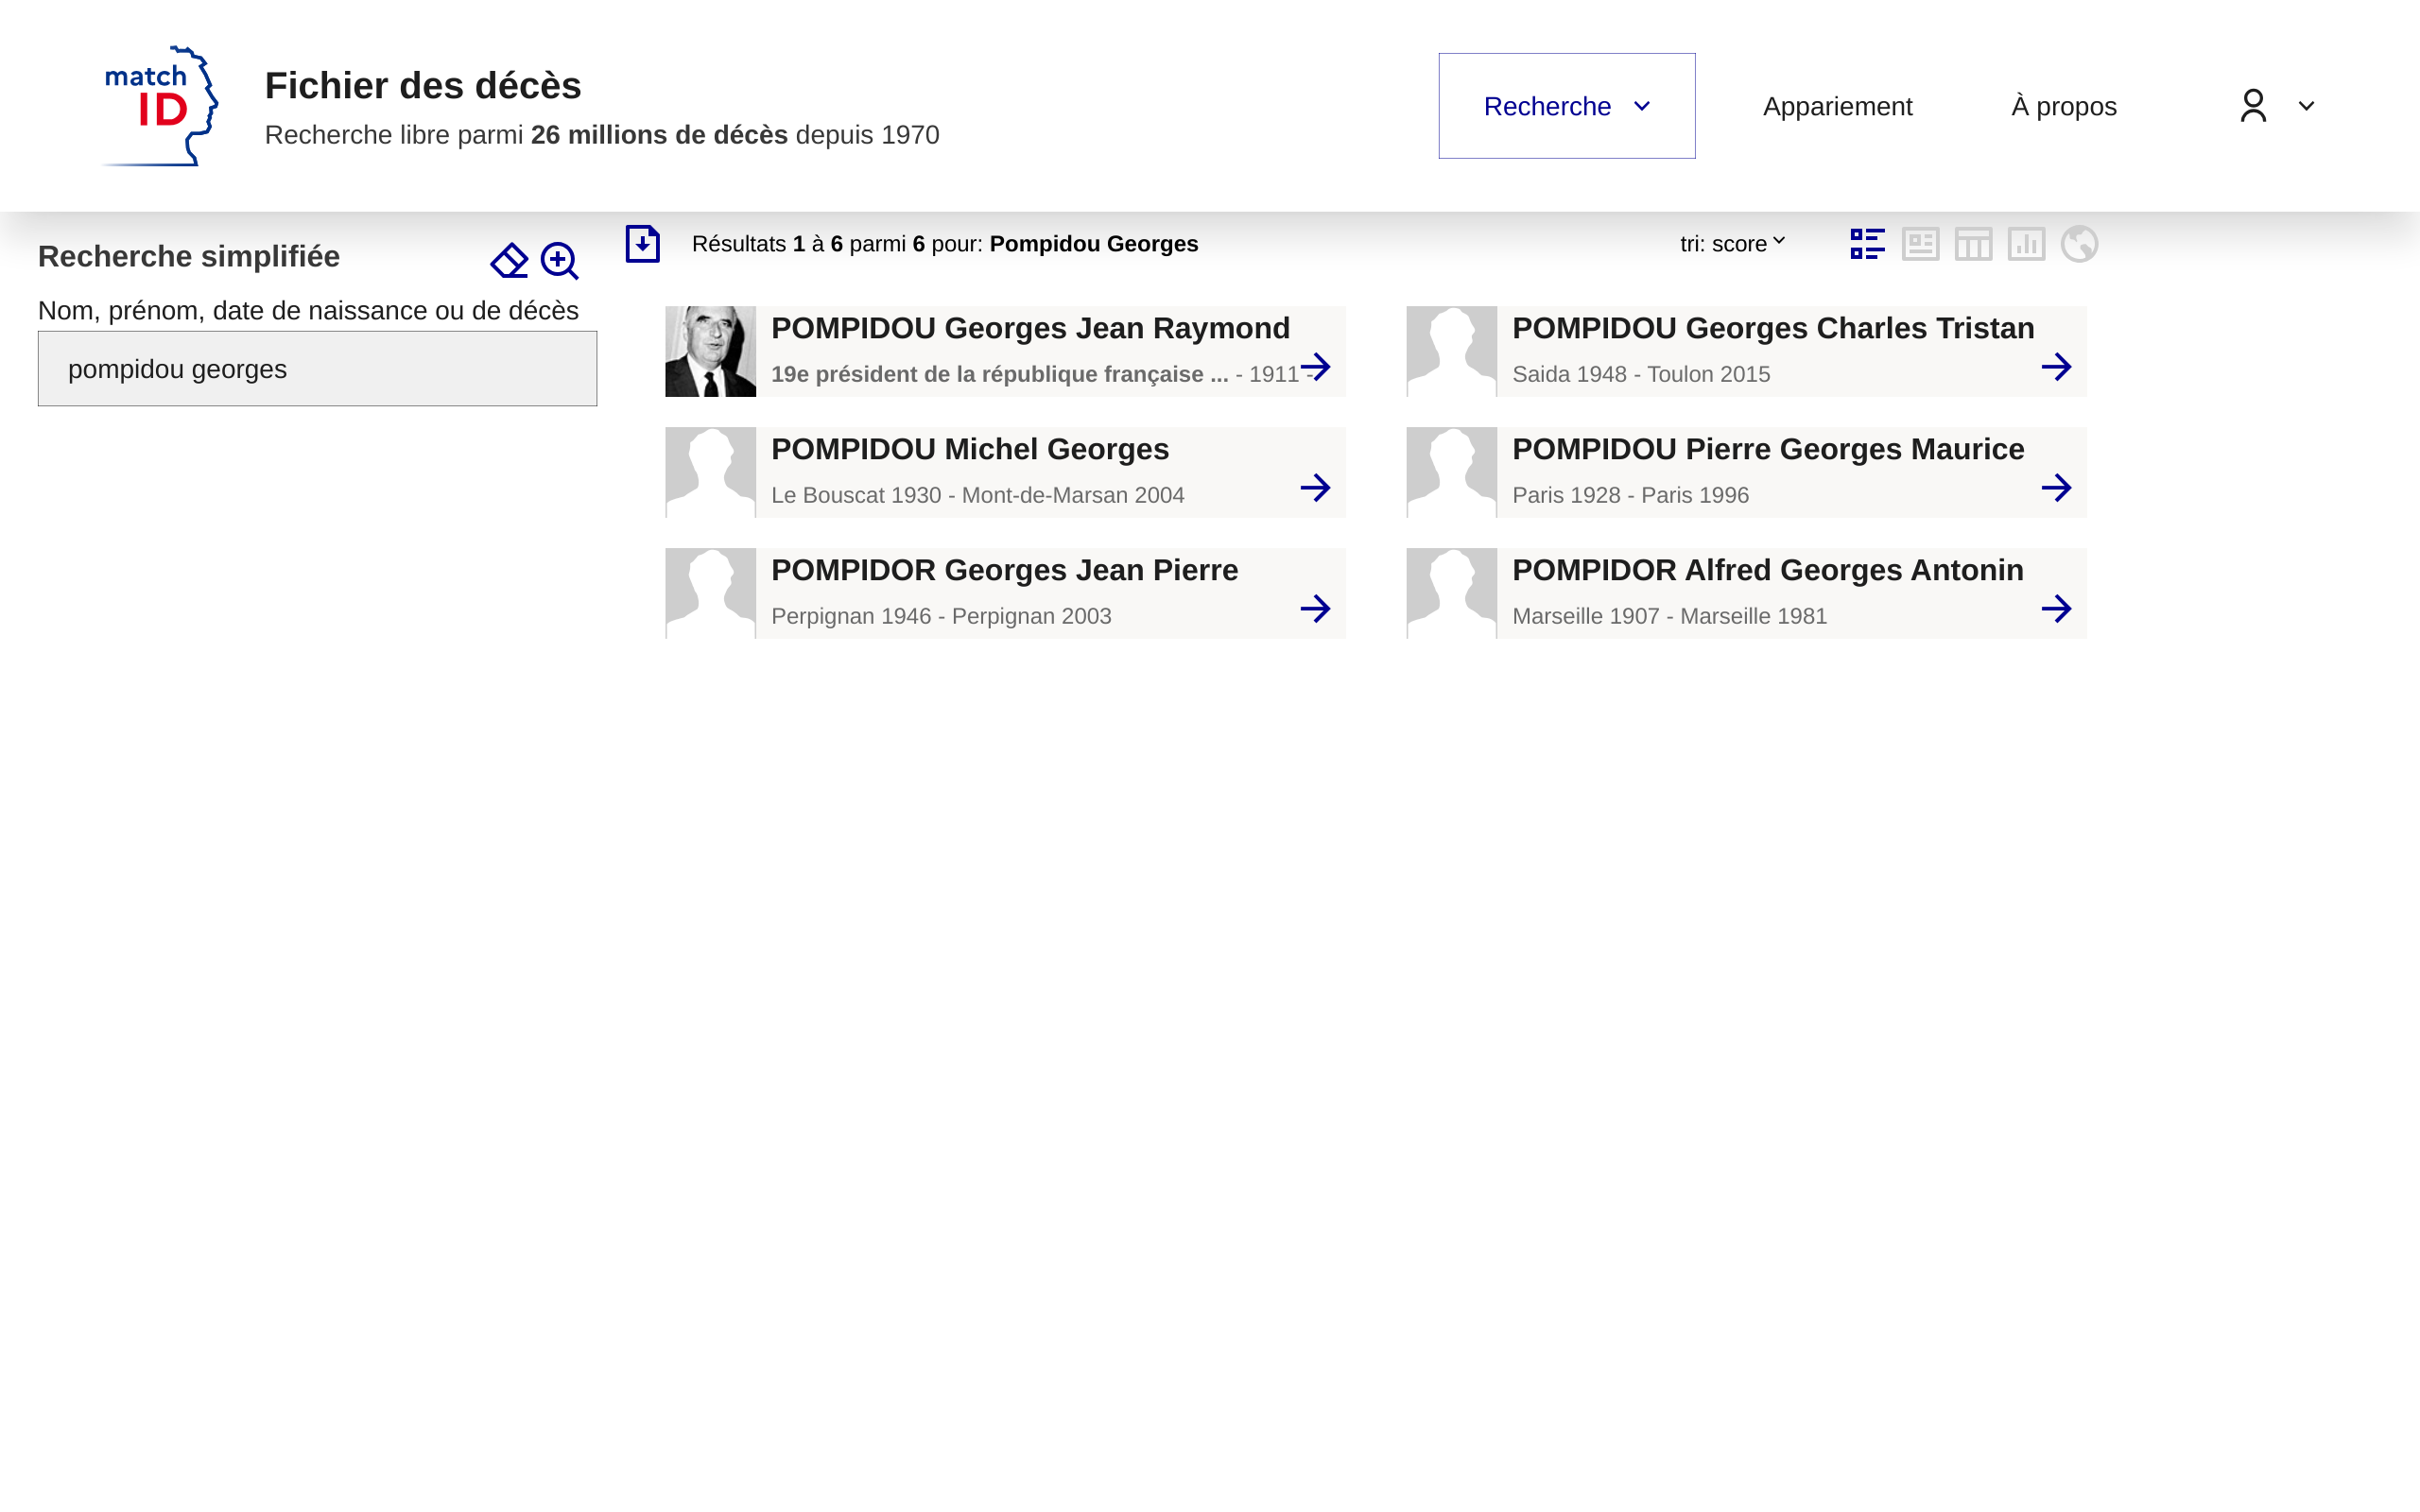 match
ID
Fichier des décès
Recherche libre parmi 26 millions de décès depuis 1970
Recherche
Appariement
À propos
Recherche simplifiée
Nom, prénom, date de naissance ou de décès
pompidou georges
Résultats 1 à 6 parmi 6 pour: Pompidou Georges
tri: score
POMPIDOU Georges Jean Raymond
19e président de la république française ... - 1911 -
POMPIDOU Georges Charles Tristan
Saida 1948 - Toulon 2015
POMPIDOU Michel Georges
Le Bouscat 1930 - Mont-de-Marsan 2004
POMPIDOU Pierre Georges Maurice
Paris 1928 - Paris 1996
POMPIDOR Georges Jean Pierre
Perpignan 1946 - Perpignan 2003
POMPIDOR Alfred Georges Antonin
Marseille 1907 - Marseille 1981